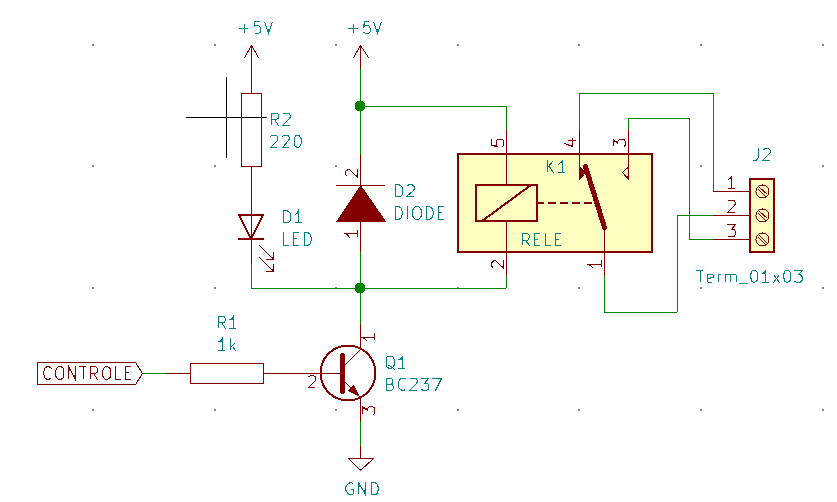 +5V
+5V
R2
220
D1
LED
2
D2
DIODE
1
5
4
3
K1
RELE
2
1
J2
1
2
3
Term_01x03
R1
1k
CONTROLE
2
1
Q1
BC237
3
GND